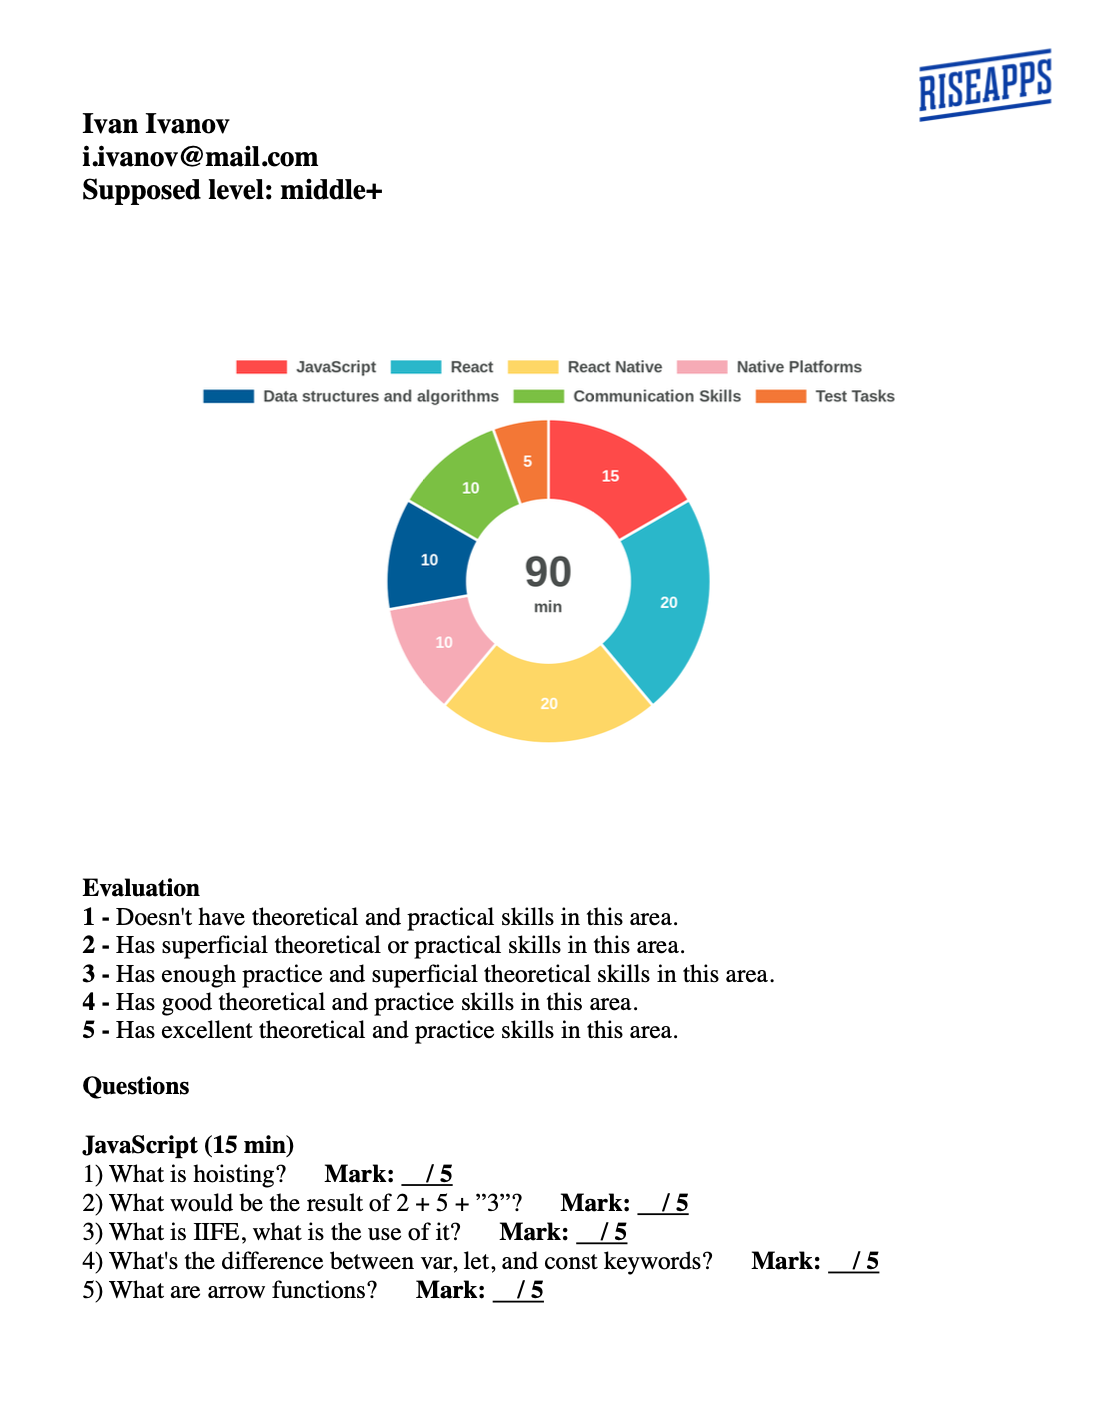 RISEAPPS
Ivan Ivanov
i.ivanov@mail.com
Supposed level: middle+
JavaScript React React Native Native Platforms
Data structures and algorithms Communication Skills Test Tasks
5
15
10
10
90
min
20
10
20
Evaluation
1 - Doesn't have theoretical and practical skills in this area.
2 - Has superficial theoretical or practical skills in this area.
3 - Has enough practice and superficial theoretical skills in this area.
4 - Has good theoretical and practice skills in this area.
5 - Has excellent theoretical and practice skills in this area.
Questions
JavaScript (15 min)
1) What is hoisting? Mark: __/ 5
2) What would be the result of 2 + 5 + ”3”? Mark: __/ 5
3) What is IIFE, what is the use of it? Mark: __/ 5
4) What's the difference between var, let, and const keywords? Mark: __/ 5
5) What are arrow functions? Mark: __/ 5